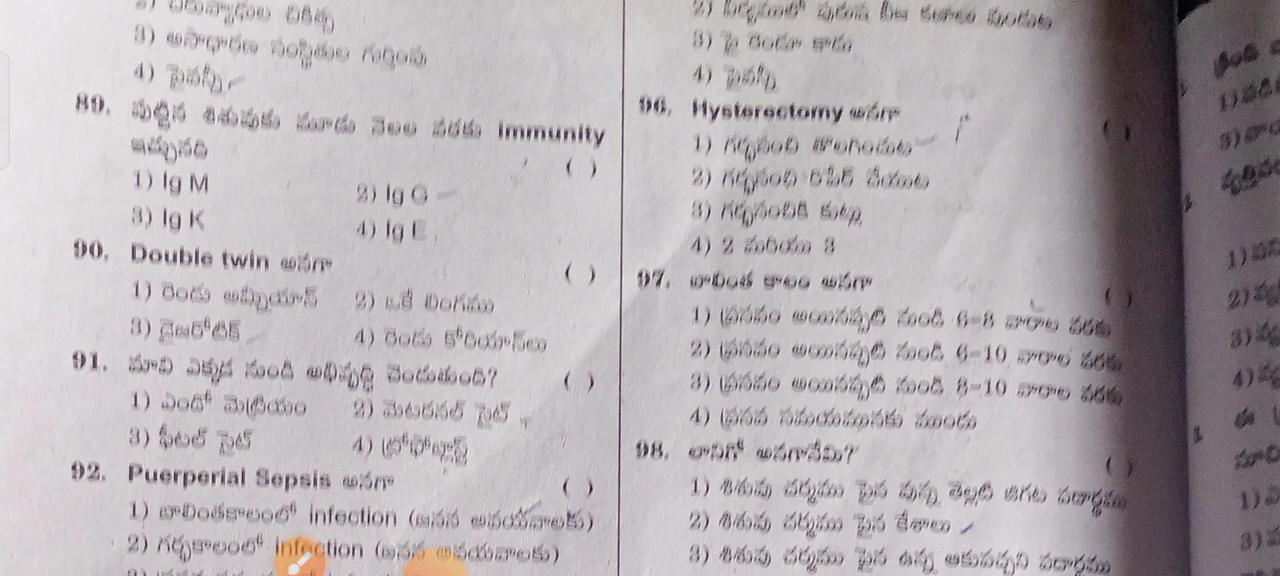 3) అసాధారణ సంస్థితుల గుర్తింపు
4) పైవన్నీ
89. పుట్టిన శిశువుకు మూడు నెలల వరకు immunity
ఇచ్చునది ( )
1) Ig M 2) Ig G
3) Ig K 4) Ig E
90. Double twin అనగా ( )
1) రెండు అమ్నియాన్ 2) ఒకే లింగము
3) డైజైగోటిక్ 4) రెండు కోరియాన్‌లు
91. మావి ఎక్కడ నుండి అభివృద్ధి చెందుతుంది? ( )
1) ఎండో మెట్రియం 2) మెటరనల్ సైట్
3) ఫీటల్ సైట్ 4) ట్రోఫోబ్లాస్ట్
92. Puerperial Sepsis అనగా ( )
1) బాలింతకాలంలో infection (జనన అవయవాలకు)
2) గర్భకాలంలో infection (జనన అవయవాలకు)
3) పై రెండూ కాదు
4) పైవన్నీ
96. Hysterectomy అనగా ( )
1) గర్భసంచి తొలగించుట
2) గర్భసంచి రిపేర్ చేయుట
3) గర్భసంచికి కుట్లు
4) 2 మరియు 3
97. బాలింత కాలం అనగా ( )
1) ప్రసవం అయినప్పటి నుండి 6-8 వారాల వరకు
2) ప్రసవం అయినప్పటి నుండి 6-10 వారాల వరకు
3) ప్రసవం అయినప్పటి నుండి 8-10 వారాల వరకు
4) ప్రసవ సమయమునకు ముందు
98. లానిగో అనగానేమి? ( )
1) శిశువు చర్మము పైన వున్న తెల్లటి జిగట పదార్థము
2) శిశువు చర్మము పైన కేశాలు
3) శిశువు చర్మము పైన ఉన్న ఆకుపచ్చని పదార్థము